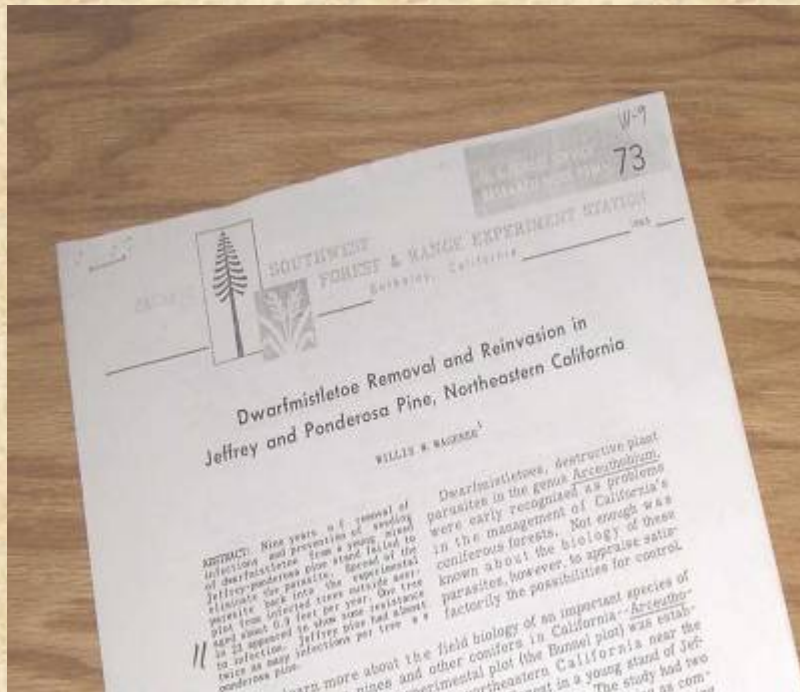 W-9
73
SOUTHWEST
FOREST & RANGE EXPERIMENT STATION
Berkeley, California
Dwarfmistletoe Removal and Reinvasion in
Jeffrey and Ponderosa Pine, Northeastern California
WILLIS W. WAGENER¹
ABSTRACT: Nine years of removal of
infections and prevention of seeding
of dwarfmistletoe from a young mixed
Jeffrey-ponderosa pine stand failed to
eliminate the parasite. Spread of the
parasite back into the experimental
plot from infected trees outside aver-
aged about 0.9 feet per year. One tree
in 23 appeared to show some resistance
to infection. Jeffrey pine had almost
twice as many infections per tree as
ponderosa pine.
Dwarfmistletoes, destructive plant
parasites in the genus Arceuthobium,
were early recognized as problems
in the management of California's
coniferous forests. Not enough was
known about the biology of these
parasites, however, to appraise satis-
factorily the possibilities for control.
learn more about the field biology of an important species of
pines and other conifers in California--Arceutho-
experimental plot (the Bunnel plot) was estab-
northeastern California near the
in a young stand of Jef-
The study had two
as com-